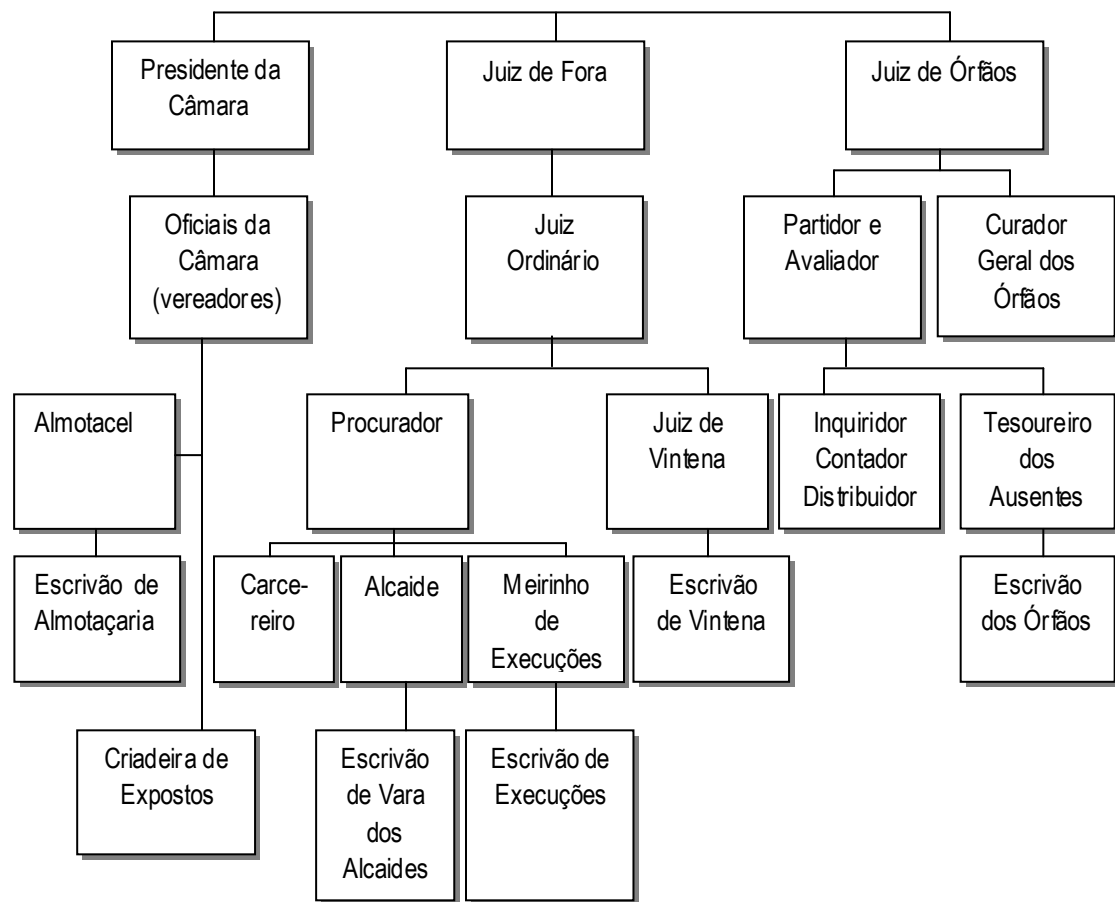 Presidente da
Câmara
Juiz de Fora
Juiz de Órfãos
Oficiais da
Câmara
(vereadores)
Juiz
Ordinário
Partidor e
Avaliador
Curador
Geral dos
Órfãos
Almotacel
Procurador
Juiz de
Vintena
Inquiridor
Contador
Distribuidor
Tesoureiro
dos
Ausentes
Escrivão de
Almotaçaria
Carce-
reiro
Alcaide
Meirinho
de
Execuções
Escrivão
de Vintena
Escrivão
dos Órfãos
Criadeira de
Expostos
Escrivão
de Vara
dos
Alcaides
Escrivão de
Execuções